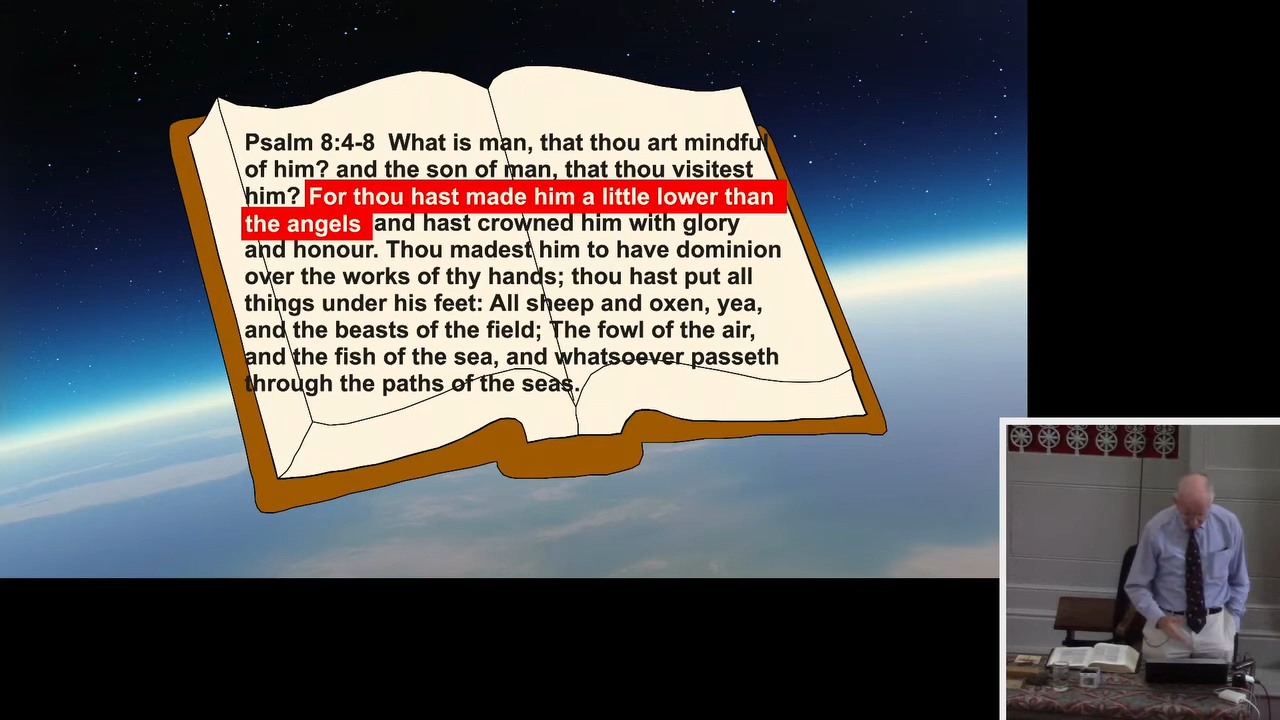 Psalm 8:4-8  What is man, that thou art mindful
of him? and the son of man, that thou visitest
him? For thou hast made him a little lower than
the angels and hast crowned him with glory
and honour. Thou madest him to have dominion
over the works of thy hands; thou hast put all
things under his feet: All sheep and oxen, yea,
and the beasts of the field; The fowl of the air,
and the fish of the sea, and whatsoever passeth
through the paths of the seas.